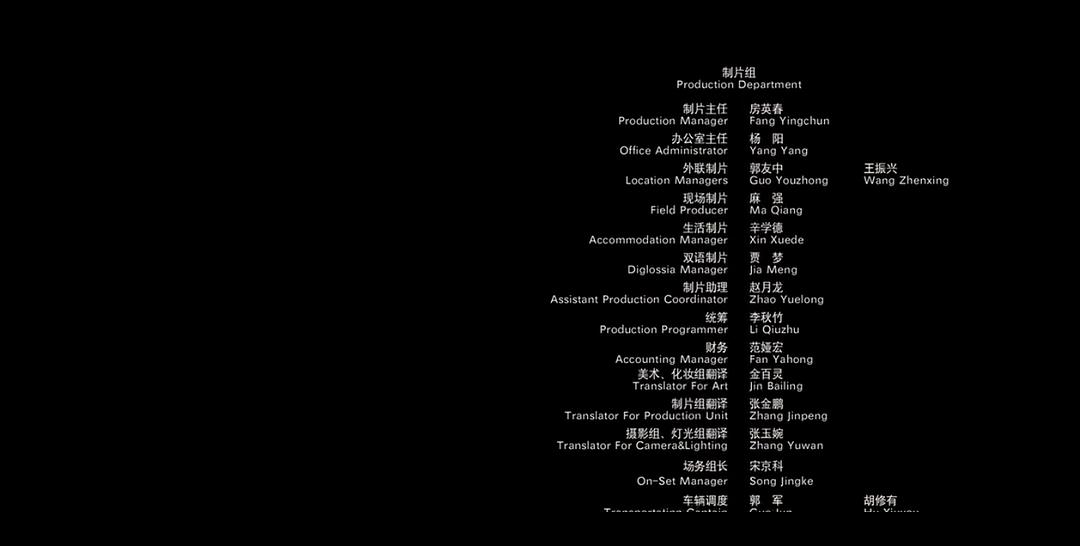 制片组
Production Department
制片主任 房英春
Production Manager Fang Yingchun
办公室主任 杨 阳
Office Administrator Yang Yang
外联制片 郭友中 王振兴
Location Managers Guo Youzhong Wang Zhenxing
现场制片 麻 强
Field Producer Ma Qiang
生活制片 辛学德
Accommodation Manager Xin Xuede
双语制片 贾 梦
Diglossia Manager Jia Meng
制片助理 赵月龙
Assistant Production Coordinator Zhao Yuelong
统筹 李秋竹
Production Programmer Li Qiuzhu
财务 范娅宏
Accounting Manager Fan Yahong
美术、化妆组翻译 金百灵
Translator For Art Jin Bailing
制片组翻译 张金鹏
Translator For Production Unit Zhang Jinpeng
摄影组、灯光组翻译 张玉婉
Translator For Camera&Lighting Zhang Yuwan
场务组长 宋京科
On-Set Manager Song Jingke
车辆调度 郭 军 胡修有